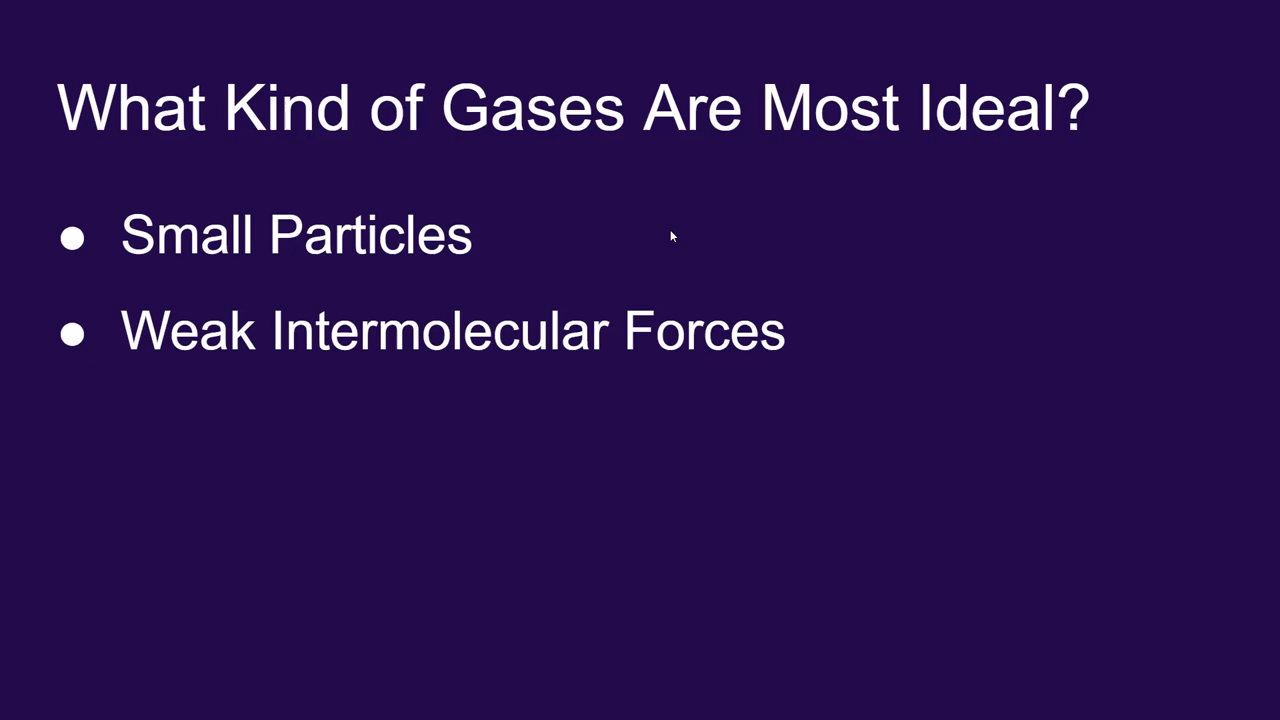 What Kind of Gases Are Most Ideal?
● Small Particles
● Weak Intermolecular Forces